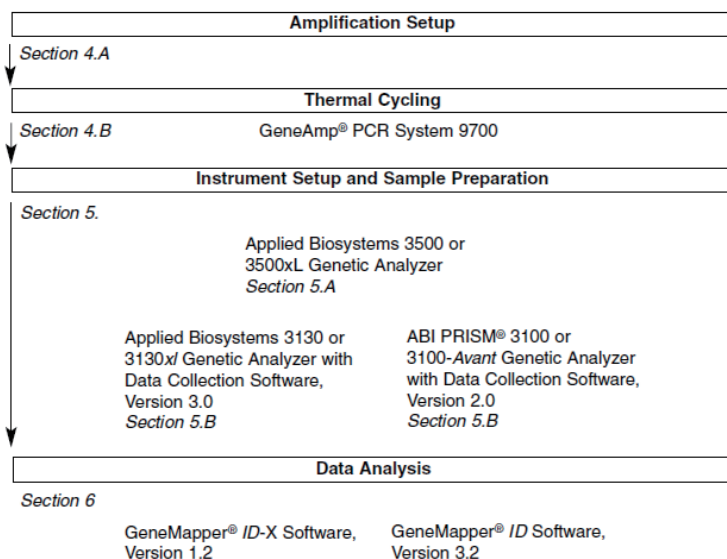 Amplification Setup
Section 4.A
Thermal Cycling
Section 4.B GeneAmp® PCR System 9700
Instrument Setup and Sample Preparation
Section 5.
Applied Biosystems 3500 or
3500xL Genetic Analyzer
Section 5.A
Applied Biosystems 3130 or
3130xl Genetic Analyzer with
Data Collection Software,
Version 3.0
Section 5.B
ABI PRISM® 3100 or
3100-Avant Genetic Analyzer
with Data Collection Software,
Version 2.0
Section 5.B
Data Analysis
Section 6
GeneMapper® ID-X Software,
Version 1.2
GeneMapper® ID Software,
Version 3.2